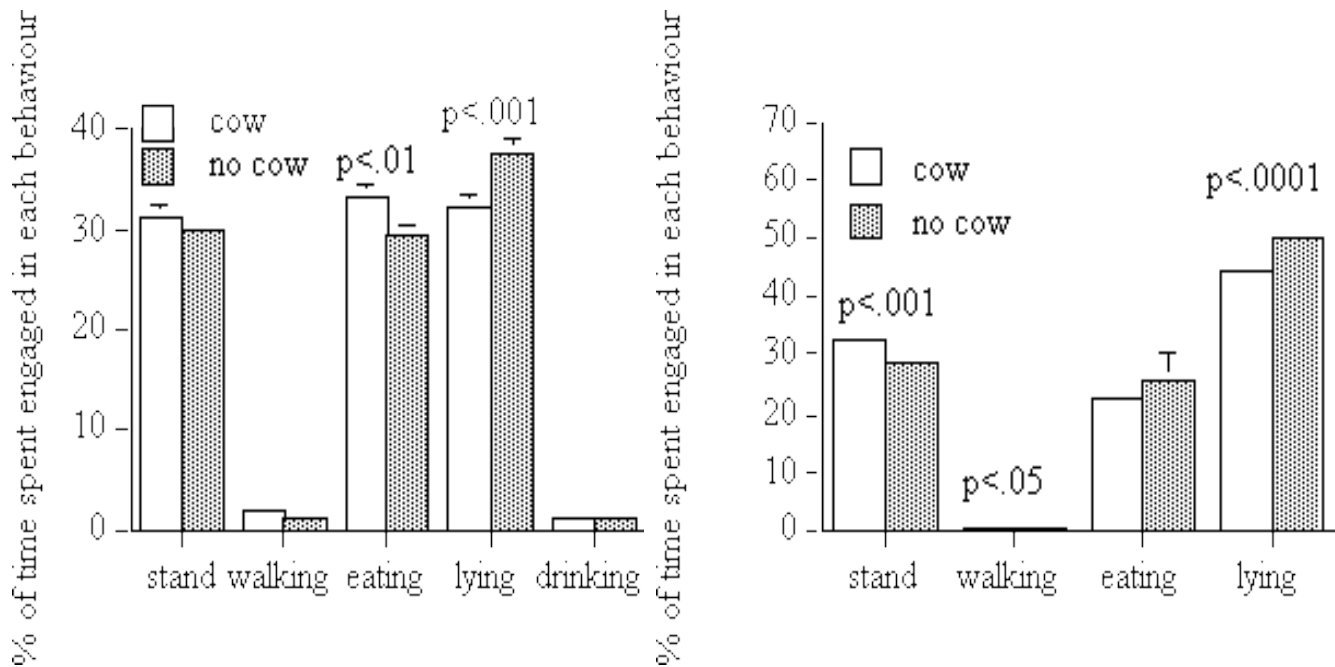 % of time spent engaged in each behaviour
cow
no cow
p<.01
p<.001
40
30
20
10
0
stand walking eating lying drinking
% of time spent engaged in each behaviour
cow
no cow
p<.001
p<.05
p<.0001
70
60
50
40
30
20
10
0
stand walking eating lying